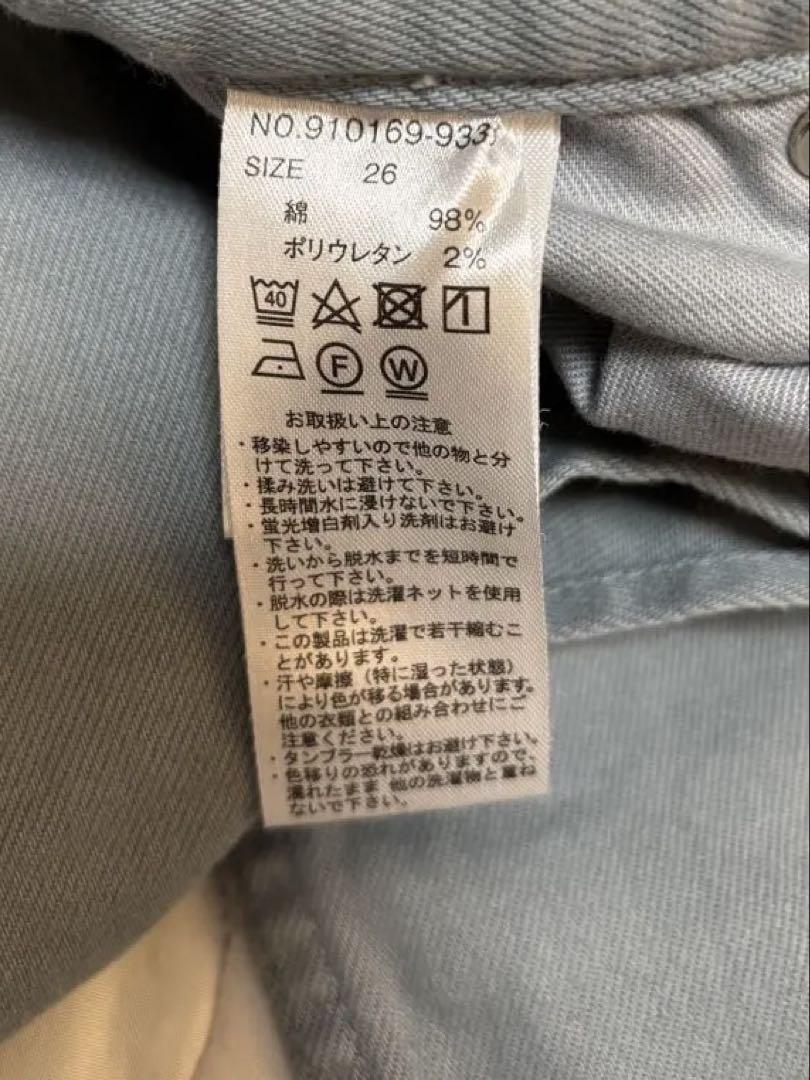 NO.910169-933
SIZE 26
綿 98%
ポリウレタン 2%
40
F W
お取扱い上の注意
・移染しやすいので他の物と分
けて洗って下さい。
・揉み洗いは避けて下さい。
・長時間水に浸けないで下さい。
・蛍光増白剤入り洗剤はお避け
下さい。
・洗いから脱水までを短時間で
行って下さい。
・脱水の際は洗濯ネットを使用
して下さい。
・この製品は洗濯で若干縮むこ
とがあります。
・汗や摩擦（特に湿った状態）
により色が移る場合があります。
他の衣類との組み合わせにご
注意ください。
・タンブラー乾燥はお避け下さい。
・色移りの恐れがありますので、
濡れたまま 他の洗濯物と重ね
ないで下さい。